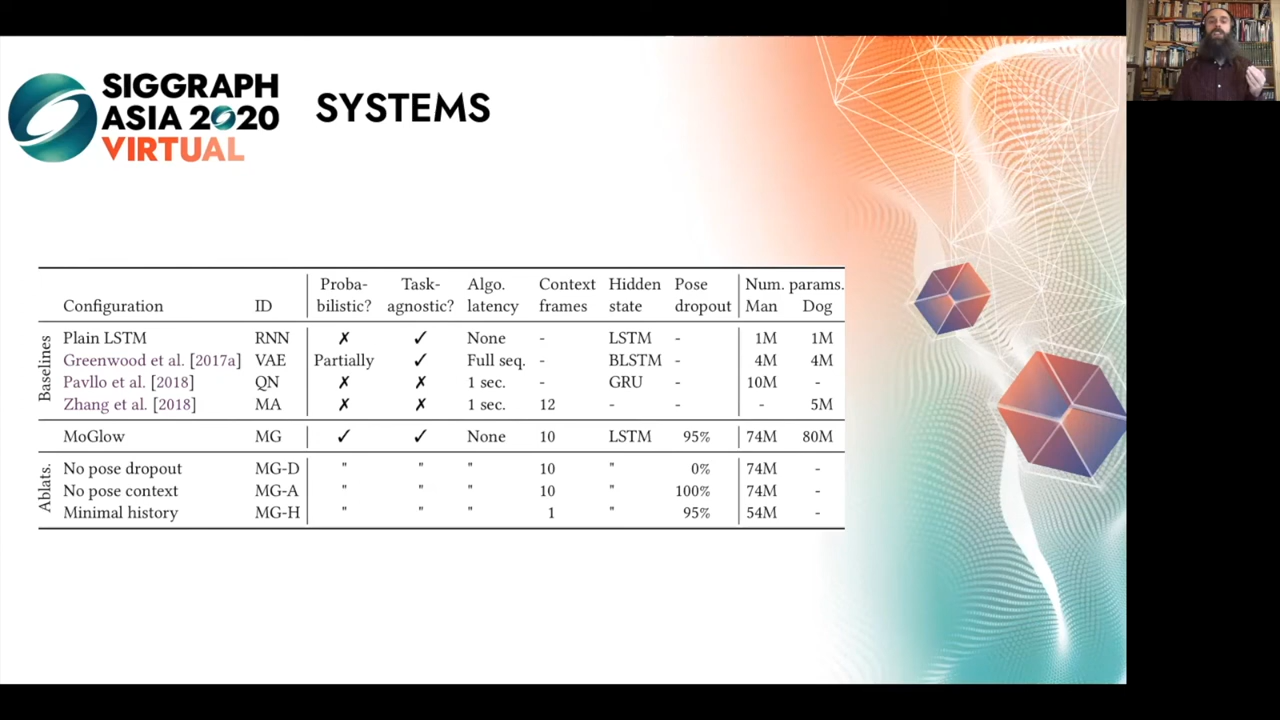 SIGGRAPH
ASIA 2020
VIRTUAL
SYSTEMS
Proba- Task- Algo. Context Hidden Pose Num. params.
Configuration ID bilistic? agnostic? latency frames state dropout Man Dog
Baselines
Plain LSTM RNN ✗ ✓ None - LSTM - 1M 1M
Greenwood et al. [2017a] VAE Partially ✓ Full seq. - BLSTM - 4M 4M
Pavllo et al. [2018] QN ✗ ✗ 1 sec. - GRU - 10M -
Zhang et al. [2018] MA ✗ ✗ 1 sec. 12 - - - 5M
MoGlow MG ✓ ✓ None 10 LSTM 95% 74M 80M
Ablats.
No pose dropout MG-D " " " 10 " 0% 74M -
No pose context MG-A " " " 10 " 100% 74M -
Minimal history MG-H " " " 1 " 95% 54M -